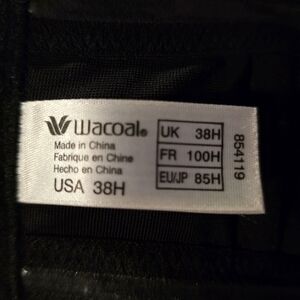 Wacoal®
Made in China
Fabrique en Chine
Hecho en China
USA 38H
UK 38H
FR 100H
EU/JP 85H
854119